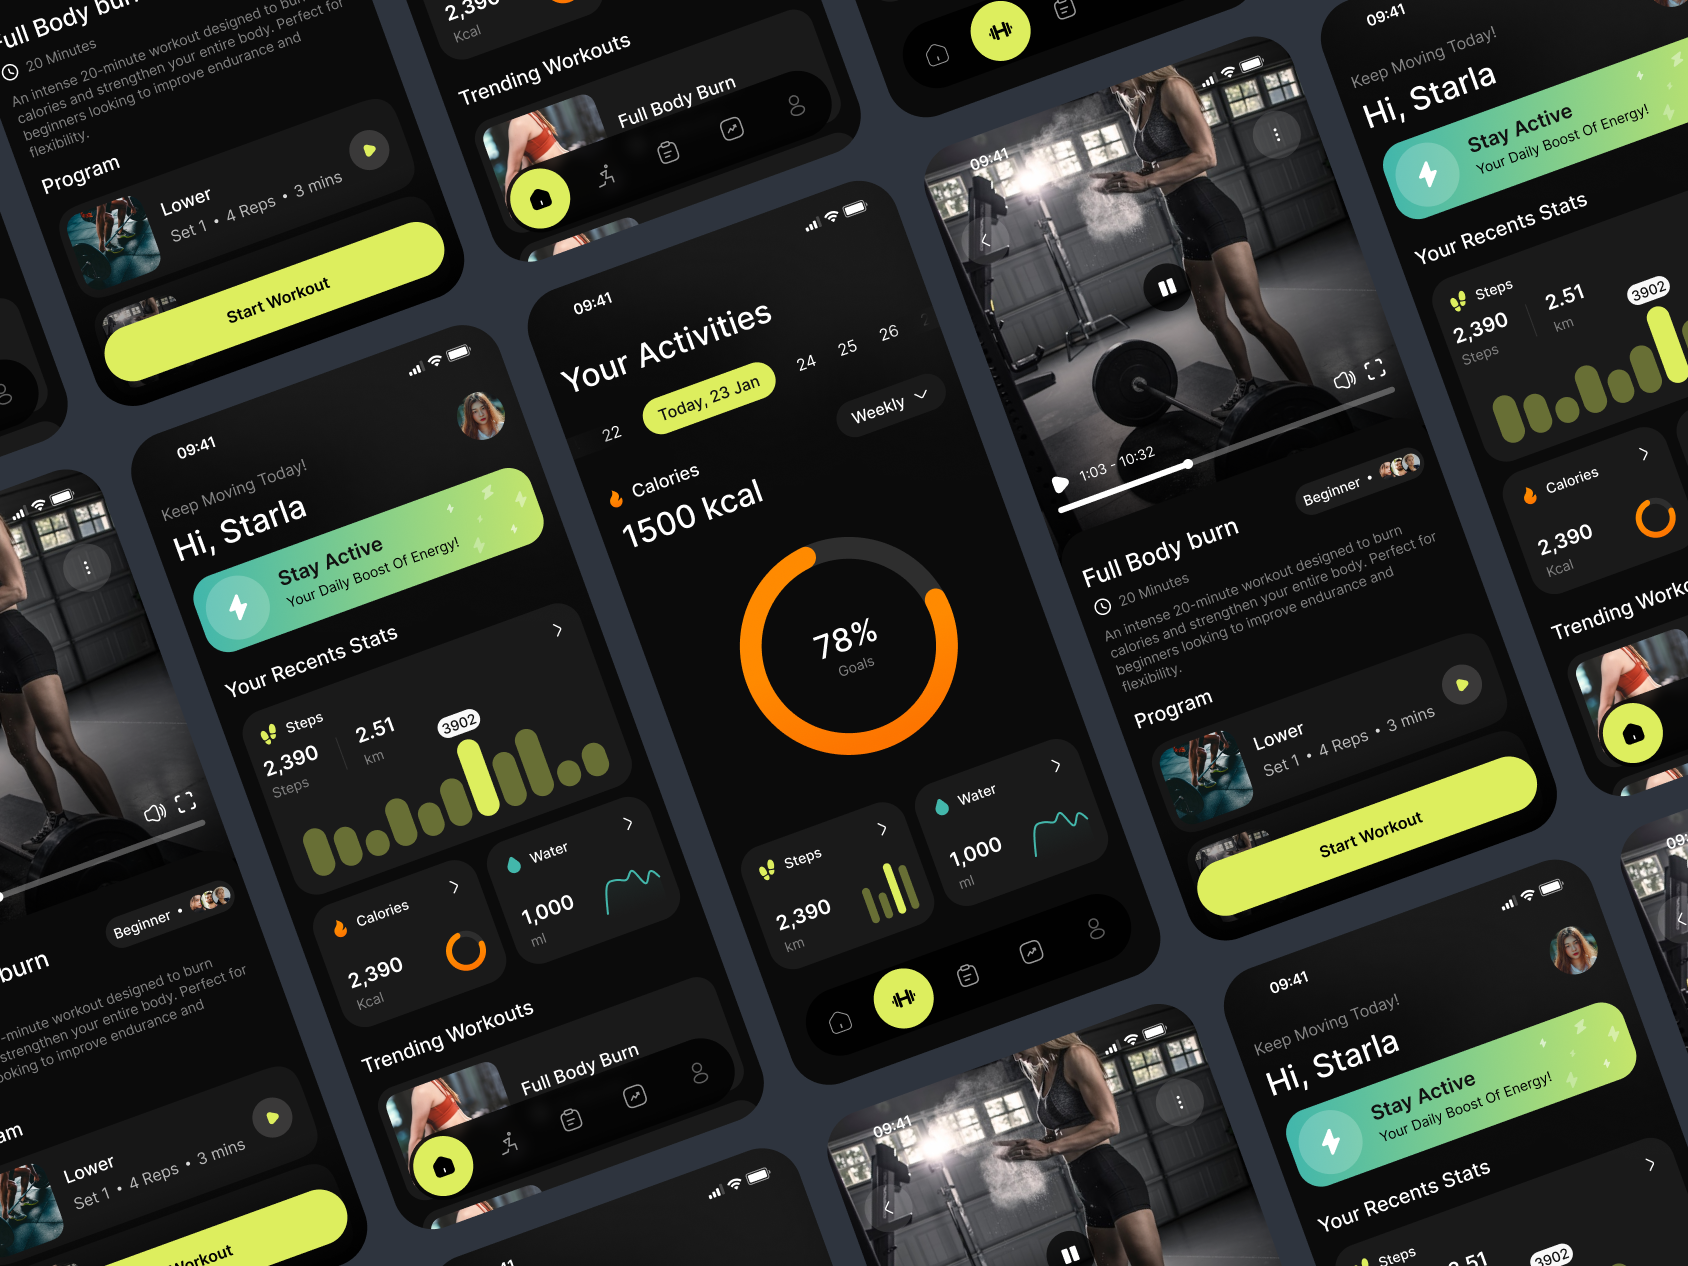 Full Body burn
20 Minutes
An intense 20-minute workout designed to burn
calories and strengthen your entire body. Perfect for
beginners looking to improve endurance and
flexibility.
Program
Lower
Set 1 • 4 Reps • 3 mins
Start Workout
2,390
Kcal
Trending Workouts
Full Body Burn
09:41
Keep Moving Today!
Hi, Starla
Stay Active
Your Daily Boost Of Energy!
Your Recents Stats
Steps
2,390
Steps
2.51
km
3902
Calories
2,390
Kcal
Water
1,000
ml
Trending Workouts
Full Body Burn
09:41
Your Activities
22
Today, 23 Jan
24
25
26
Weekly
Calories
1500 kcal
78%
Goals
Steps
2,390
km
Water
1,000
ml
09:41
1:03 - 10:32
Beginner •
Full Body burn
20 Minutes
An intense 20-minute workout designed to burn
calories and strengthen your entire body. Perfect for
beginners looking to improve endurance and
flexibility.
Program
Lower
Set 1 • 4 Reps • 3 mins
Start Workout
09:41
Keep Moving Today!
Hi, Starla
Stay Active
Your Daily Boost Of Energy!
Your Recents Stats
Steps
2,390
Steps
2.51
km
3902
Calories
2,390
Kcal
Trending Worko
Beginner •
burn
-minute workout designed to burn
strengthen your entire body. Perfect for
ooking to improve endurance and
am
Lower
Set 1 • 4 Reps • 3 mins
Workout
09:41
09:41
Keep Moving Today!
Hi, Starla
Stay Active
Your Daily Boost Of Energy!
Your Recents Stats
Steps
2.51
3902